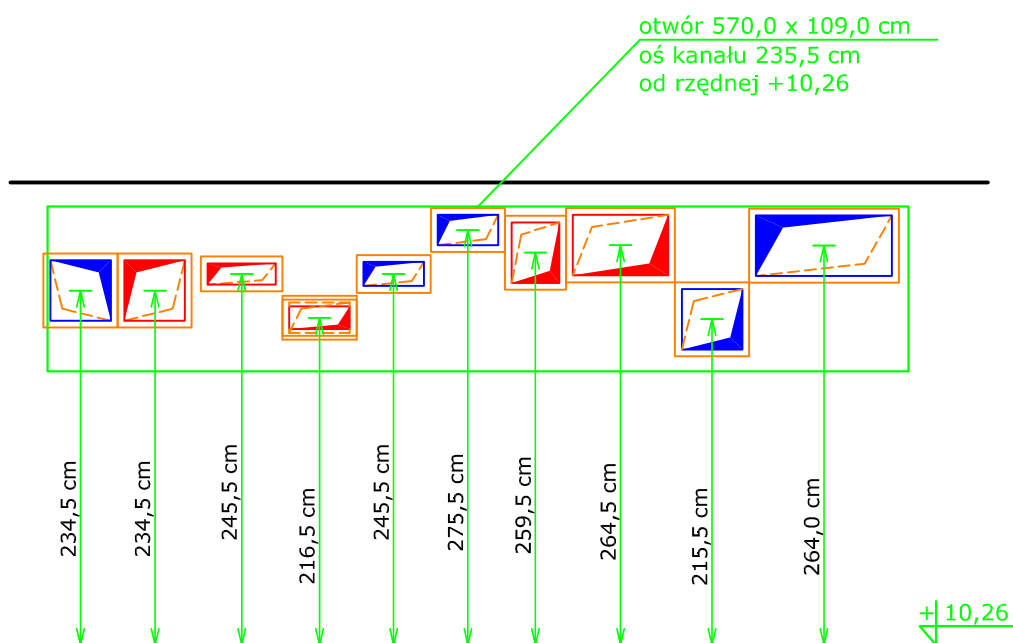 otwór 570,0 x 109,0 cm
oś kanału 235,5 cm
od rzędnej +10,26
234,5 cm
234,5 cm
245,5 cm
216,5 cm
245,5 cm
275,5 cm
259,5 cm
264,5 cm
215,5 cm
264,0 cm
+ 10,26